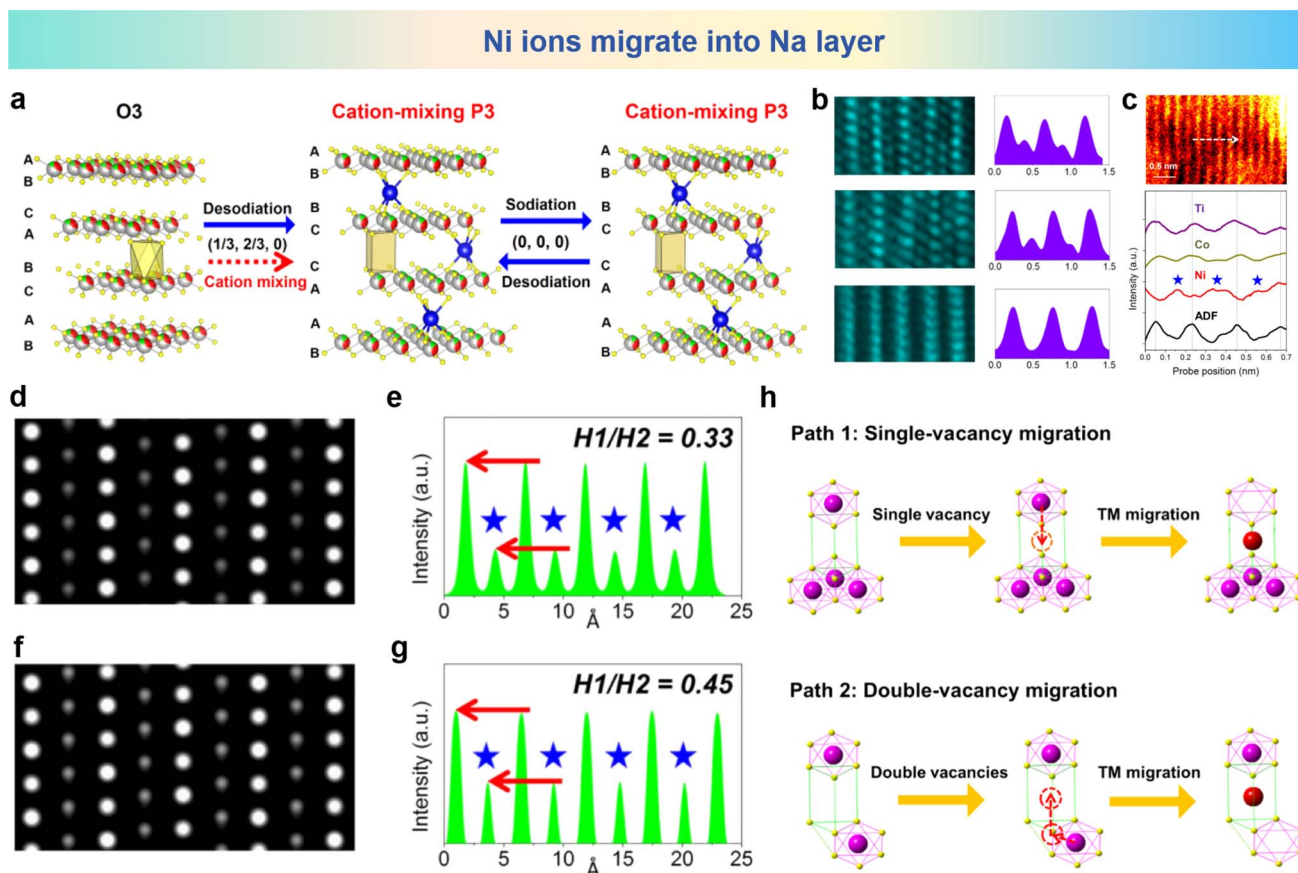 Ni ions migrate into Na layer
a
O3
Cation-mixing P3
Cation-mixing P3
A
B
C
A
B
C
A
B
Desodiation
(1/3, 2/3, 0)
Cation mixing
A
B
B
C
C
A
A
B
Sodiation
(0, 0, 0)
Desodiation
A
B
B
C
C
A
A
B
b
0.0 0.5 1.0 1.5
0.0 0.5 1.0 1.5
0.0 0.5 1.0 1.5
c
0.5 nm
Ti
Co
Ni
ADF
Intensity (a.u.)
0.0 0.1 0.2 0.3 0.4 0.5 0.6 0.7
Probe position (nm)
d
e
H1/H2 = 0.33
Intensity (a.u.)
0 5 10 15 20 25
Å
f
g
H1/H2 = 0.45
Intensity (a.u.)
0 5 10 15 20 25
Å
h
Path 1: Single-vacancy migration
Single vacancy
TM migration
Path 2: Double-vacancy migration
Double vacancies
TM migration